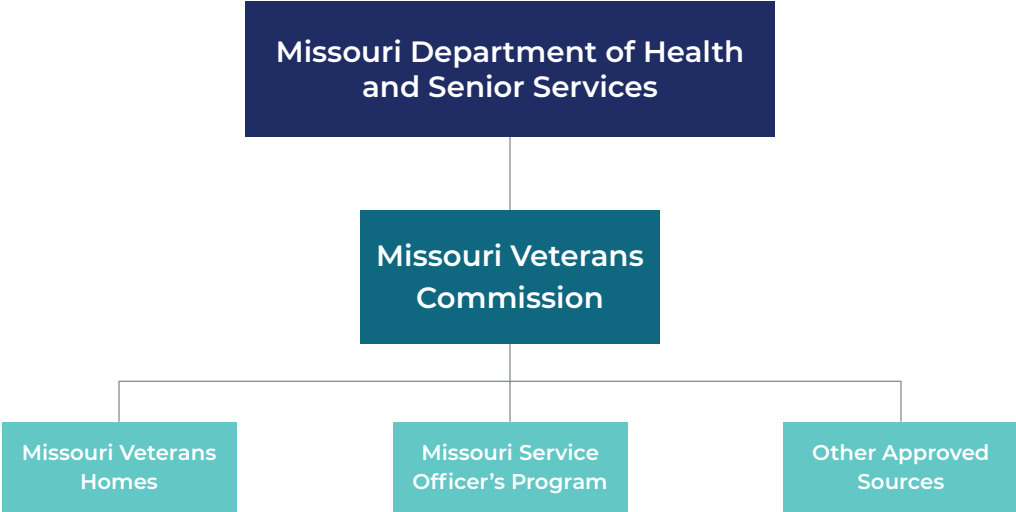 Missouri Department of Health
and Senior Services
Missouri Veterans
Commission
Missouri Veterans
Homes
Missouri Service
Officer’s Program
Other Approved
Sources